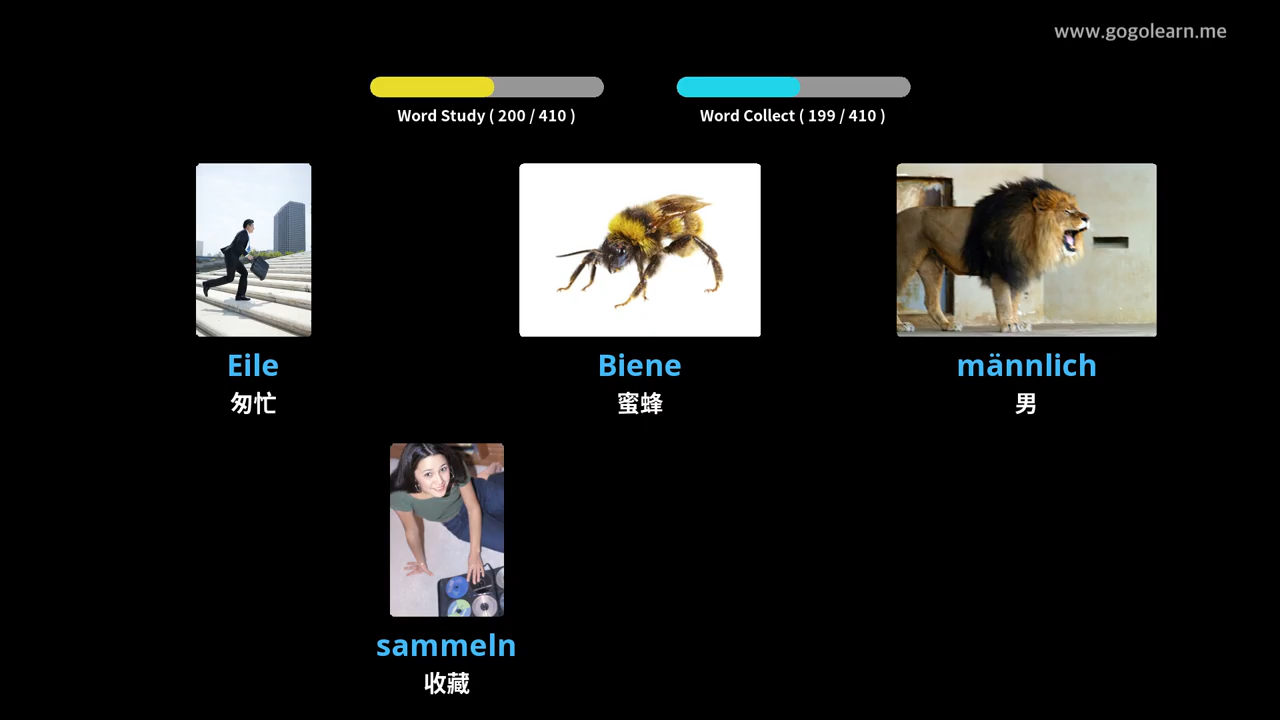 www.gogolearn.me
Word Study ( 200 / 410 )
Word Collect ( 199 / 410 )
Eile
Biene
männlich
匆忙
蜜蜂
男
sammeln
收藏